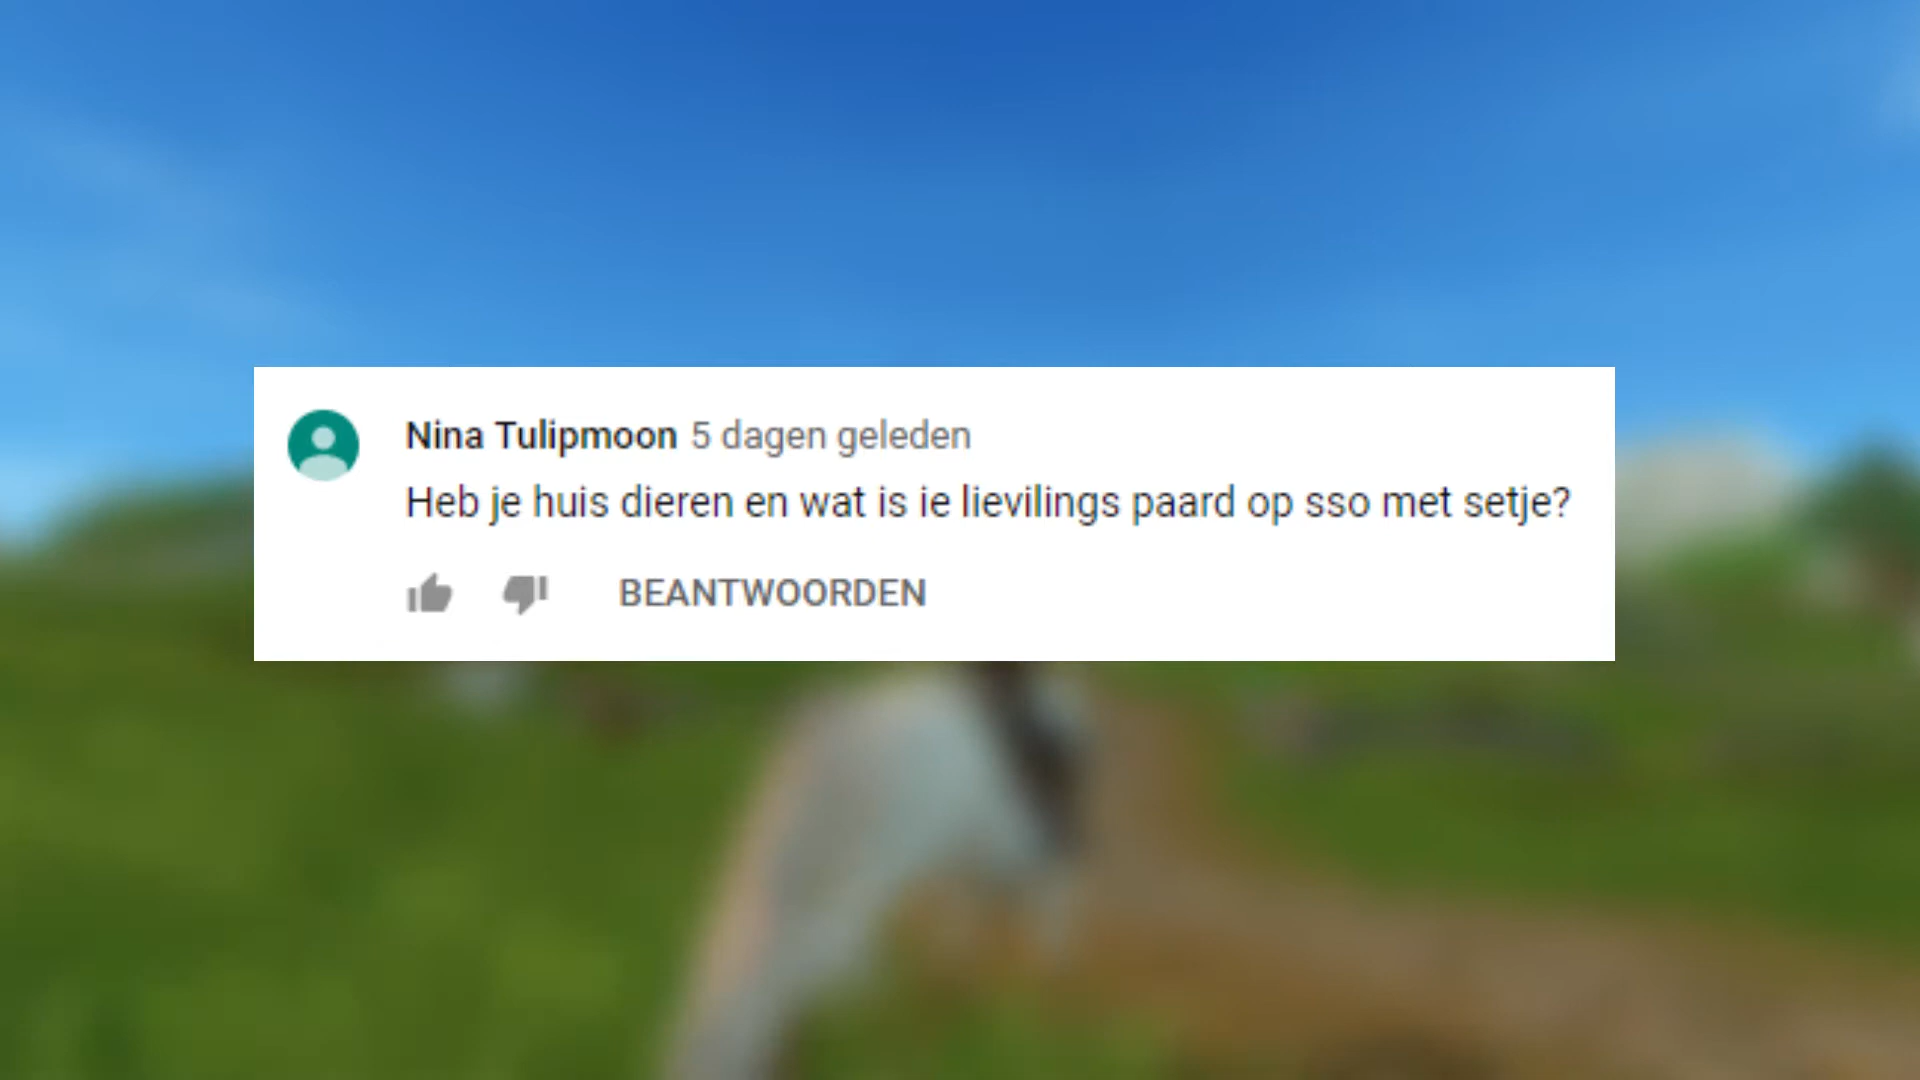 Nina Tulipmoon 5 dagen geleden
Heb je huis dieren en wat is ie lievilings paard op sso met setje?
BEANTWOORDEN